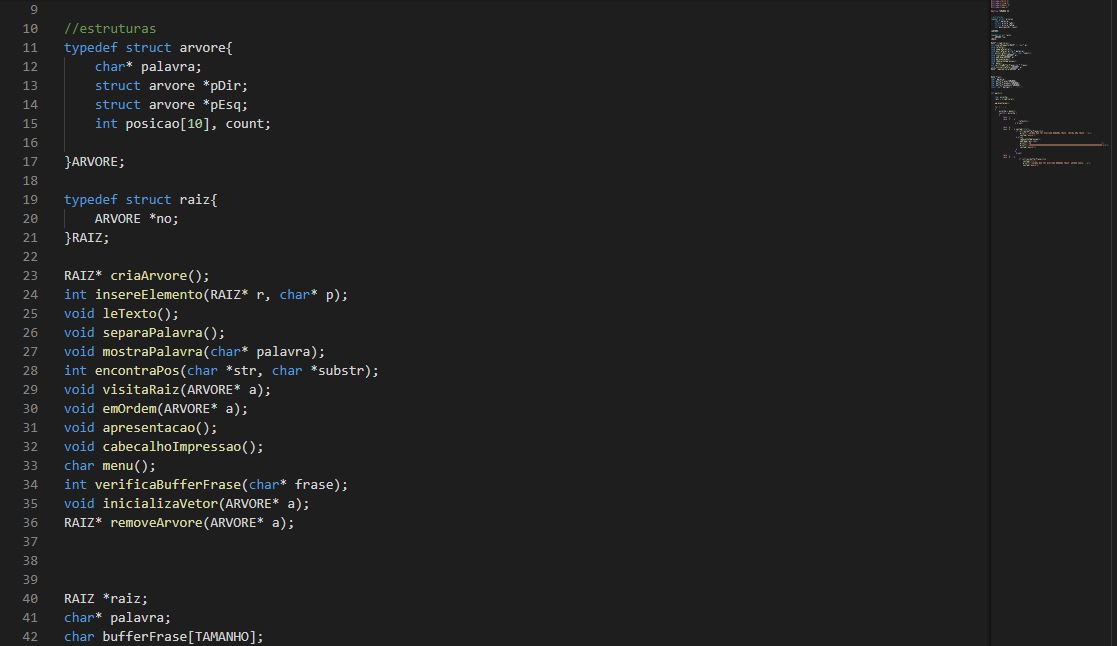 9
10 //estruturas
11 typedef struct arvore{
12     char* palavra;
13     struct arvore *pDir;
14     struct arvore *pEsq;
15     int posicao[10], count;
16
17 }ARVORE;
18
19 typedef struct raiz{
20     ARVORE *no;
21 }RAIZ;
22
23 RAIZ* criaArvore();
24 int insereElemento(RAIZ* r, char* p);
25 void leTexto();
26 void separaPalavra();
27 void mostraPalavra(char* palavra);
28 int encontraPos(char *str, char *substr);
29 void visitaRaiz(ARVORE* a);
30 void emOrdem(ARVORE* a);
31 void apresentacao();
32 void cabecalhoImpressao();
33 char menu();
34 int verificaBufferFrase(char* frase);
35 void inicializaVetor(ARVORE* a);
36 RAIZ* removeArvore(ARVORE* a);
37
38
39
40 RAIZ *raiz;
41 char* palavra;
42 char bufferFrase[TAMANHO];